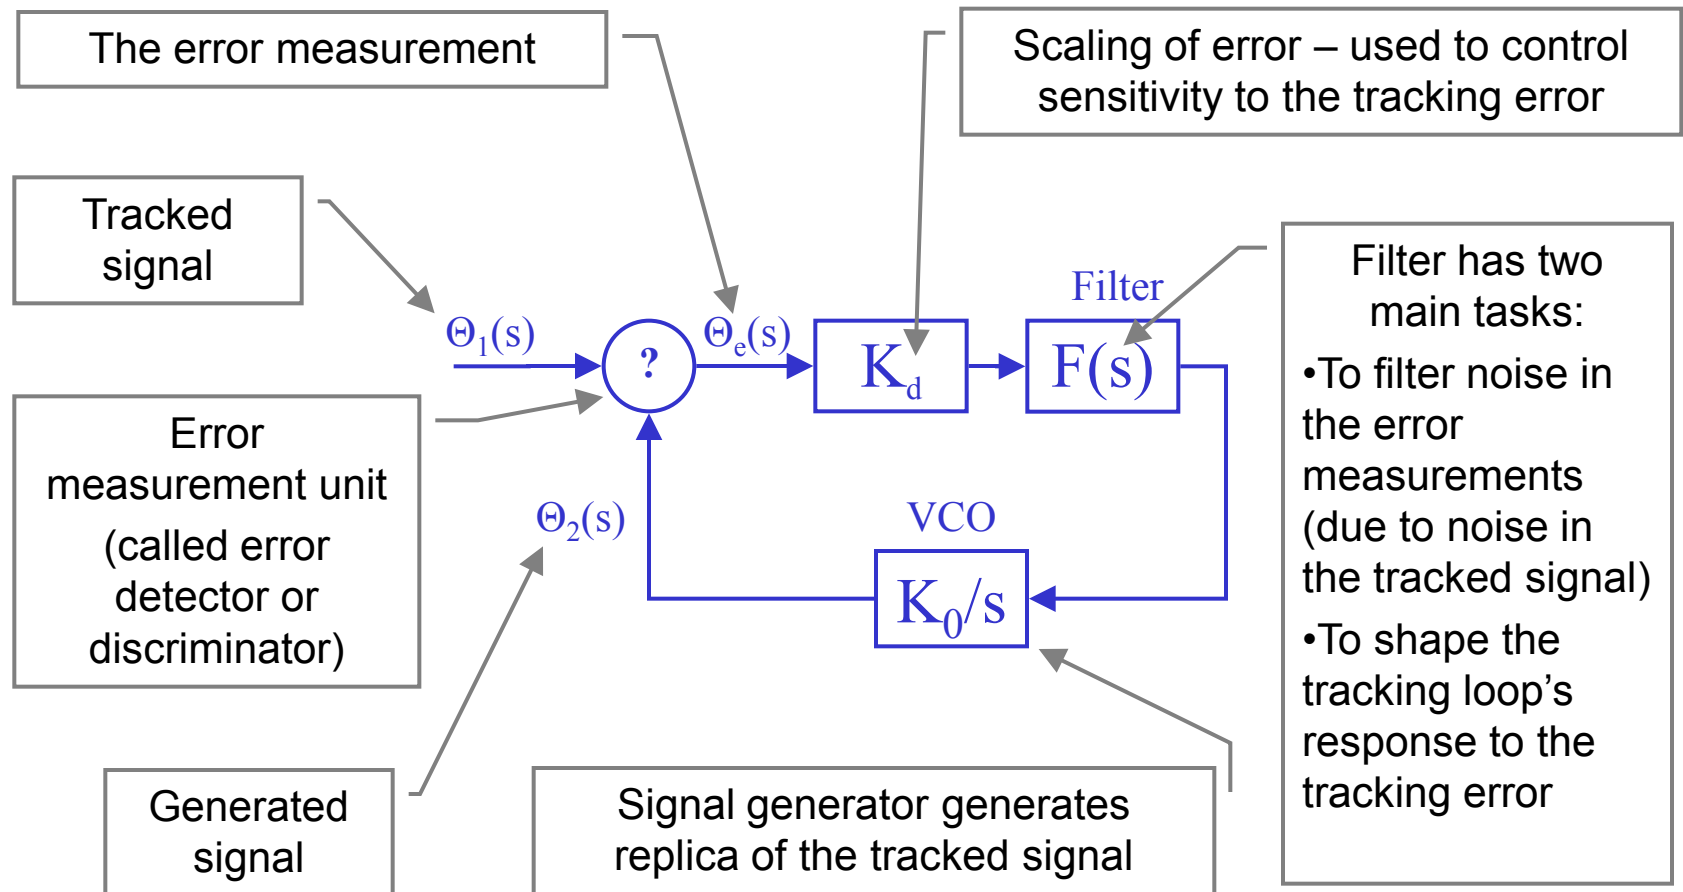 The error measurement
Scaling of error – used to control
sensitivity to the tracking error
Tracked
signal
Filter has two
main tasks:
•To filter noise in
the error
measurements
(due to noise in
the tracked signal)
•To shape the
tracking loop’s
response to the
tracking error
Filter
Θ₁(s)
?
Θₑ(s)
K_d
F(s)
Error
measurement unit
(called error
detector or
discriminator)
Θ₂(s)
VCO
K₀/s
Generated
signal
Signal generator generates
replica of the tracked signal